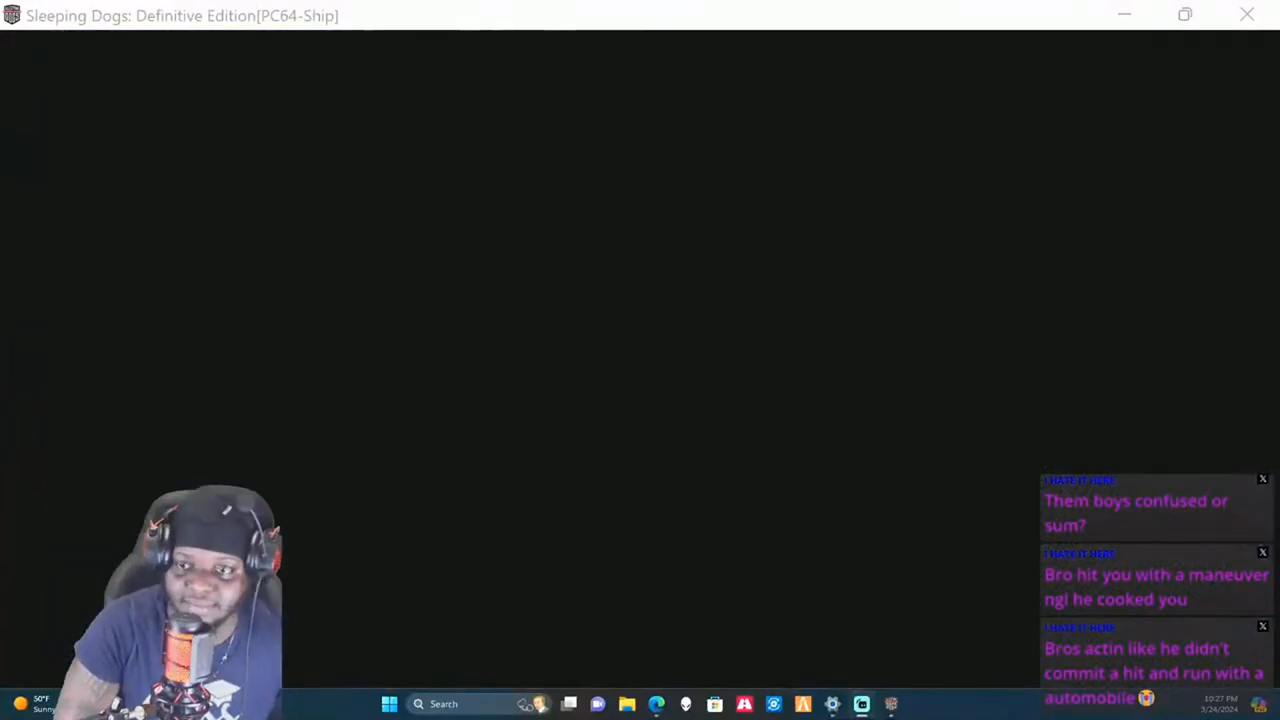 Sleeping Dogs: Definitive Edition[PC64-Ship]
I HATE IT HERE
Them boys confused or
sum?
I HATE IT HERE
Bro hit you with a maneuver
ngl he cooked you
I HATE IT HERE
Bros actin like he didn't
commit a hit and run with a
automobile😭
50°F
Sunny
Search
10:27 PM
3/24/2024